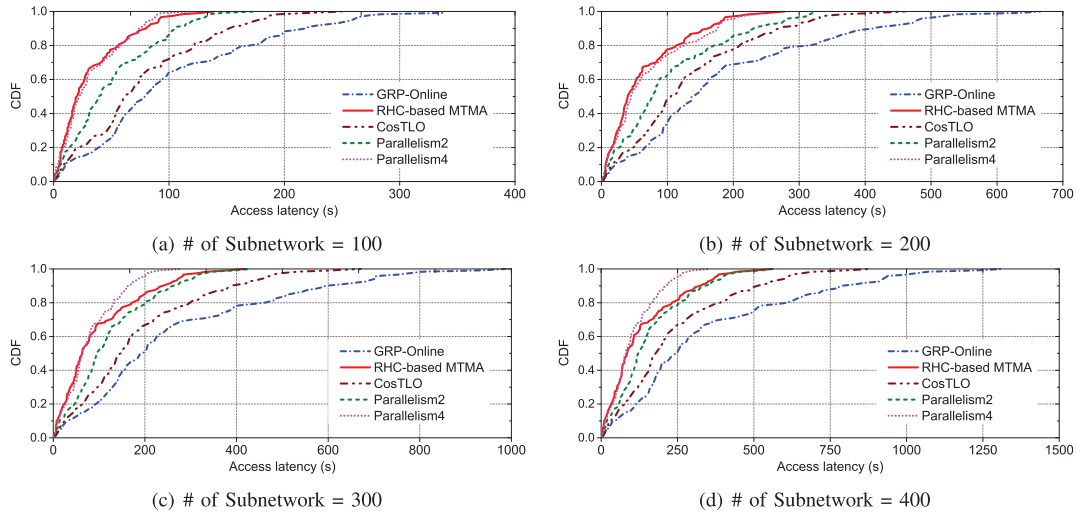 1.0
0.8
0.6
0.4
0.2
0.0
CDF
GRP-Online
RHC-based MTMA
CosTLO
Parallelism2
Parallelism4
0 100 200 300 400
Access latency (s)
(a) # of Subnetwork = 100
1.0
0.8
0.6
0.4
0.2
0.0
CDF
GRP-Online
RHC-based MTMA
CosTLO
Parallelism2
Parallelism4
0 100 200 300 400 500 600 700
Access latency (s)
(b) # of Subnetwork = 200
1.0
0.8
0.6
0.4
0.2
0.0
CDF
GRP-Online
RHC-based MTMA
CosTLO
Parallelism2
Parallelism4
0 200 400 600 800 1000
Access latency (s)
(c) # of Subnetwork = 300
1.0
0.8
0.6
0.4
0.2
0.0
CDF
GRP-Online
RHC-based MTMA
CosTLO
Parallelism2
Parallelism4
0 250 500 750 1000 1500
Access latency (s)
(d) # of Subnetwork = 400